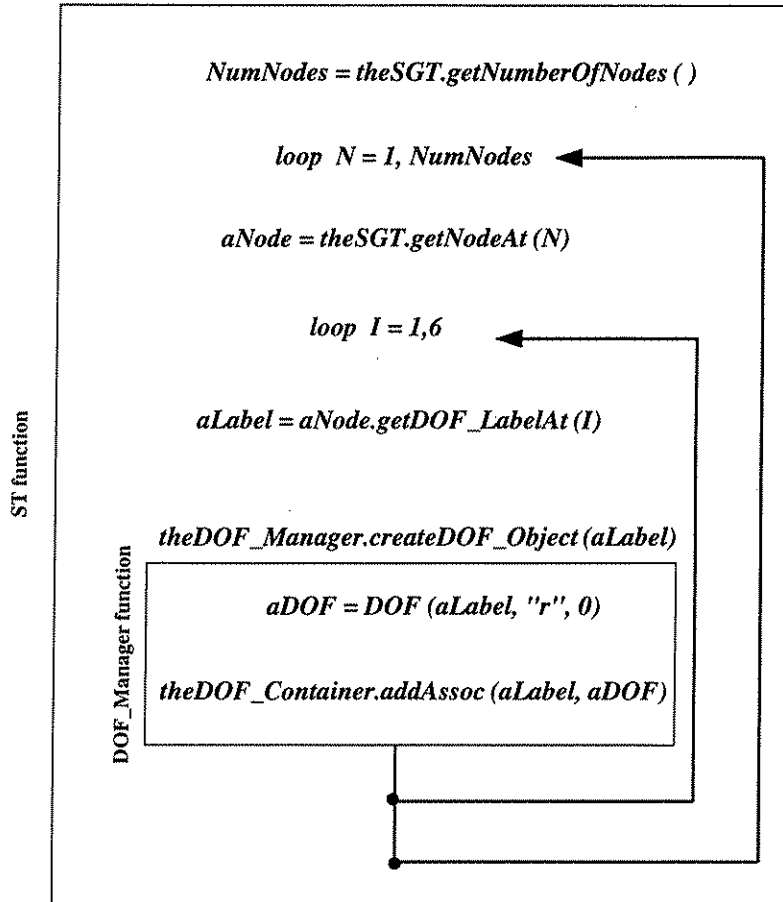 NumNodes = theSGT.getNumberOfNodes ( )
loop N = 1, NumNodes
aNode = theSGT.getNodeAt (N)
loop I = 1,6
aLabel = aNode.getDOF_LabelAt (I)
theDOF_Manager.createDOF_Object (aLabel)
aDOF = DOF (aLabel, "r", 0)
theDOF_Container.addAssoc (aLabel, aDOF)
ST function
DOF_Manager function